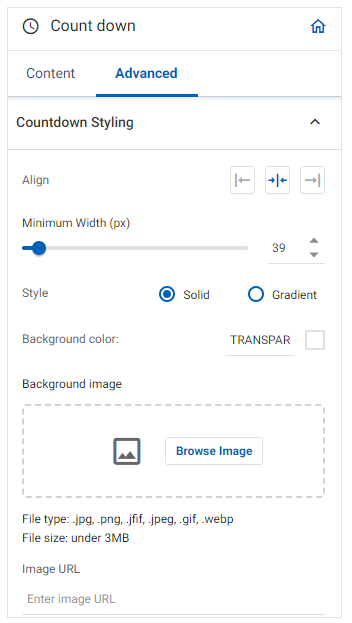 Count down
Content Advanced
Countdown Styling
Align
Minimum Width (px)
39
Style Solid Gradient
Background color: TRANSPAR
Background image
Browse Image
File type: .jpg, .png, .jfif, .jpeg, .gif, .webp
File size: under 3MB
Image URL
Enter image URL